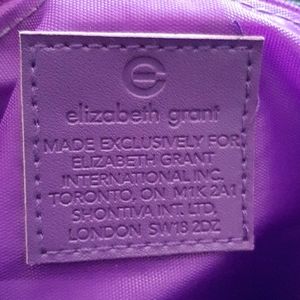 elizabeth grant
MADE EXCLUSIVELY FOR
ELIZABETH GRANT
INTERNATIONAL INC.
TORONTO, ON. M1K 2A1
SHONTIVA INT. LTD.
LONDON SW18 2DZ